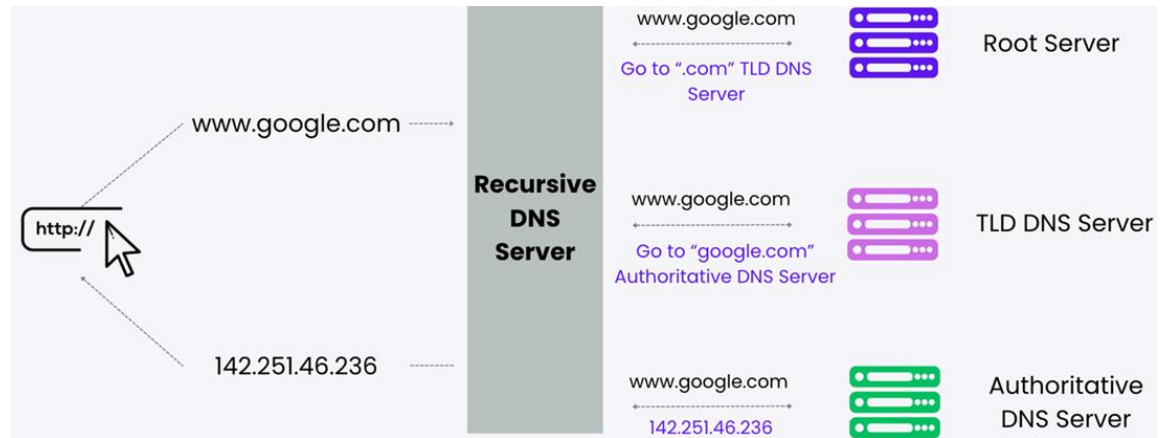 www.google.com
Root Server
Go to ".com" TLD DNS
Server
www.google.com
http://
Recursive
DNS
Server
www.google.com
TLD DNS Server
Go to “google.com”
Authoritative DNS Server
142.251.46.236
www.google.com
Authoritative
DNS Server
142.251.46.236